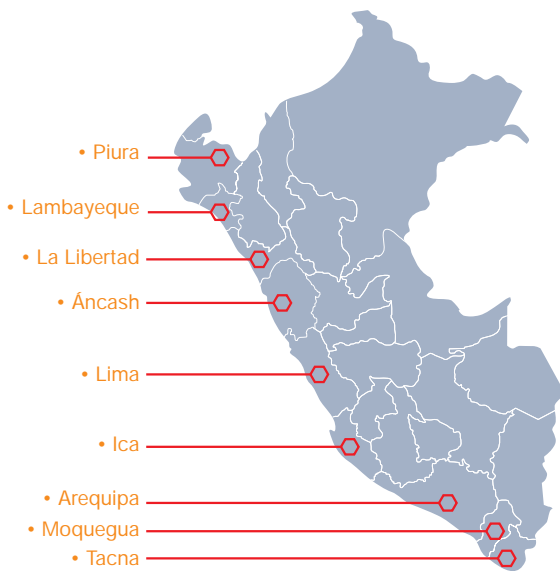 • Piura
• Lambayeque
• La Libertad
• Áncash
• Lima
• Ica
• Arequipa
• Moquegua
• Tacna